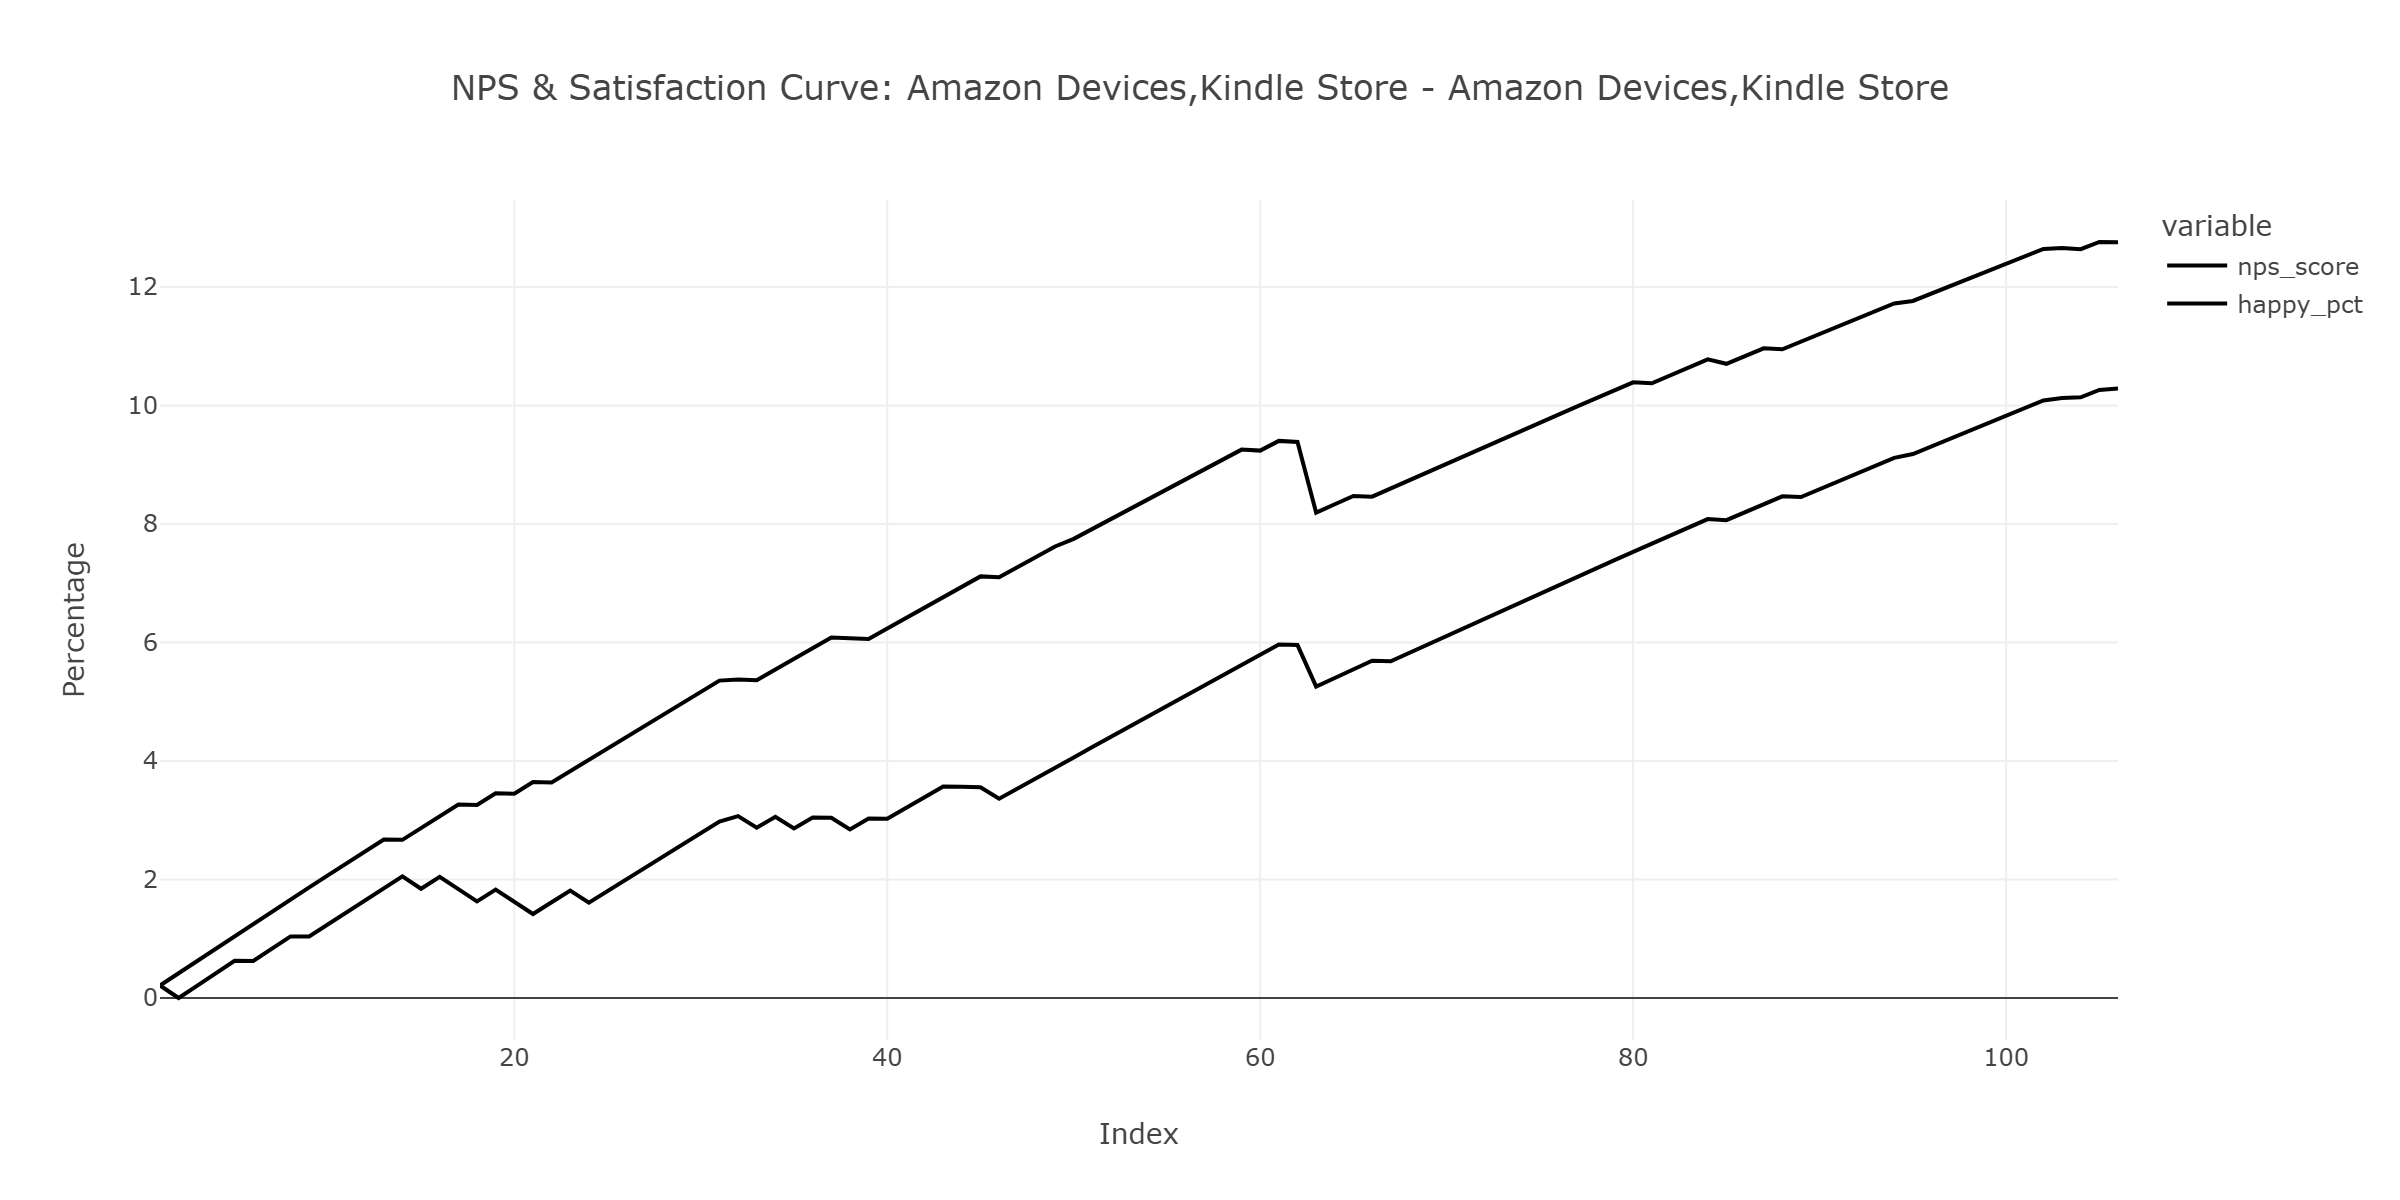 NPS & Satisfaction Curve: Amazon Devices,Kindle Store - Amazon Devices,Kindle Store
variable
nps_score
happy_pct
Percentage
12
10
8
6
4
2
0
20
40
60
80
100
Index